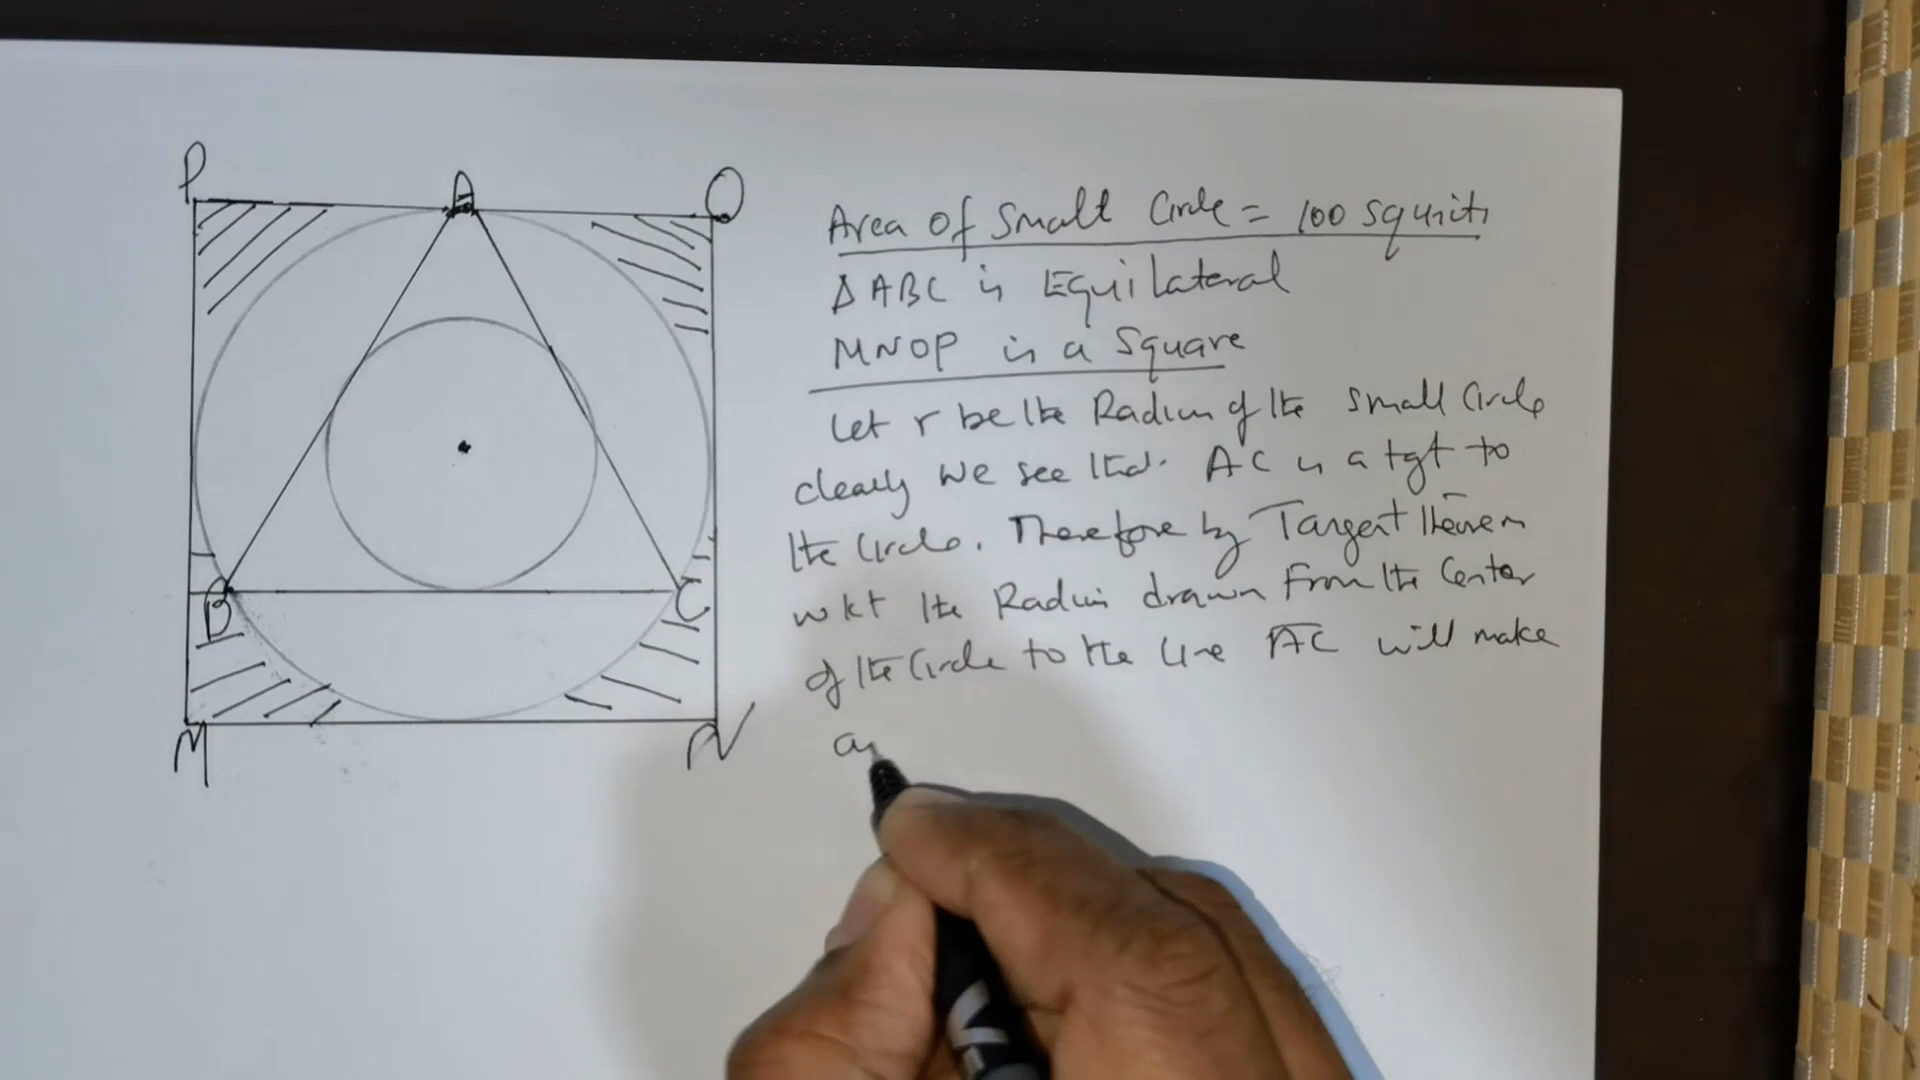 P
A
O
Area of Small Circle = 100 squnits
Δ ABC is Equilateral
MNOP is a Square
Let r be the Radius of the small Circle
clearly we see that AC is a tgt to
the Circle. Therefore by Tangent theorem
wkt the Radius drawn from the Center
of the Circle to the line AC will make
an
B
C
M
N